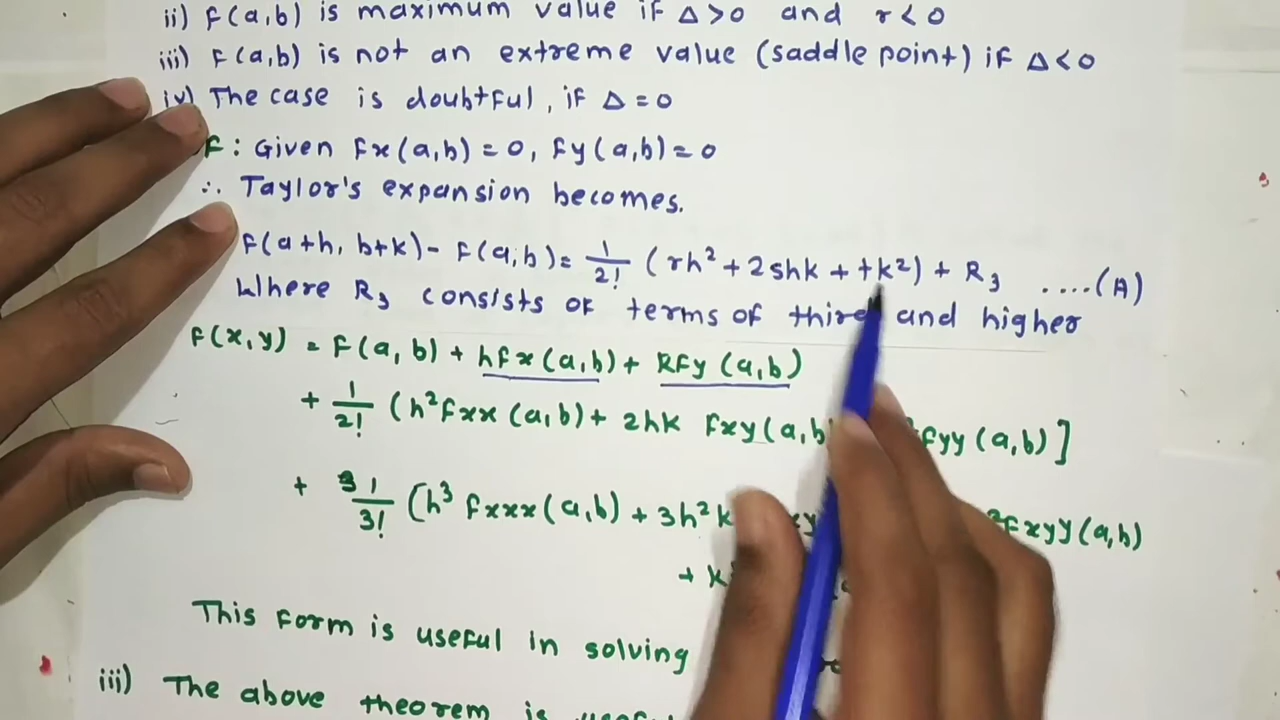 ii) F(a,b) is maximum value if Δ>0 and r<0
iii) F(a,b) is not an extreme value (saddle point) if Δ<0
iv) The case is doubtful, if Δ=0
F: Given Fx(a,b)=0, Fy(a,b)=0
∴ Taylor's expansion becomes.
F(a+h, b+k)- F(a,b)= 1/2! (rh²+2shk+tk²)+R₃ ....(A)
Where R₃ consists of terms of third and higher
F(x,y) = F(a,b)+hFx(a,b)+RFy(a,b)
+ 1/2! (h²Fxx(a,b)+2hk Fxy(a,b Fyy(a,b)]
+ 1/3! (h³ Fxxx(a,b)+3h²k Fxyy(a,b)
+ k
This Form is useful in solving
iii) The above theorem is